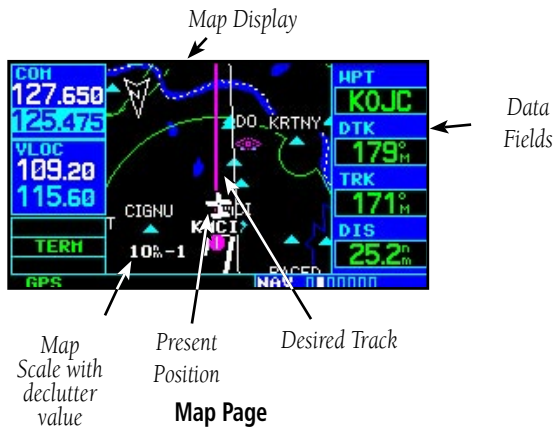 Map Display
COM
127.650
125.475
VLOC
109.20
115.60
TERM
GPS
DO
KRTNY
CIGNU
T
KMCI
10nm-1
NAV
WPT
KOJC
DTK
179°M
TRK
171°M
DIS
25.2nm
Data
Fields
Map
Scale with
declutter
value
Present
Position
Desired Track
Map Page